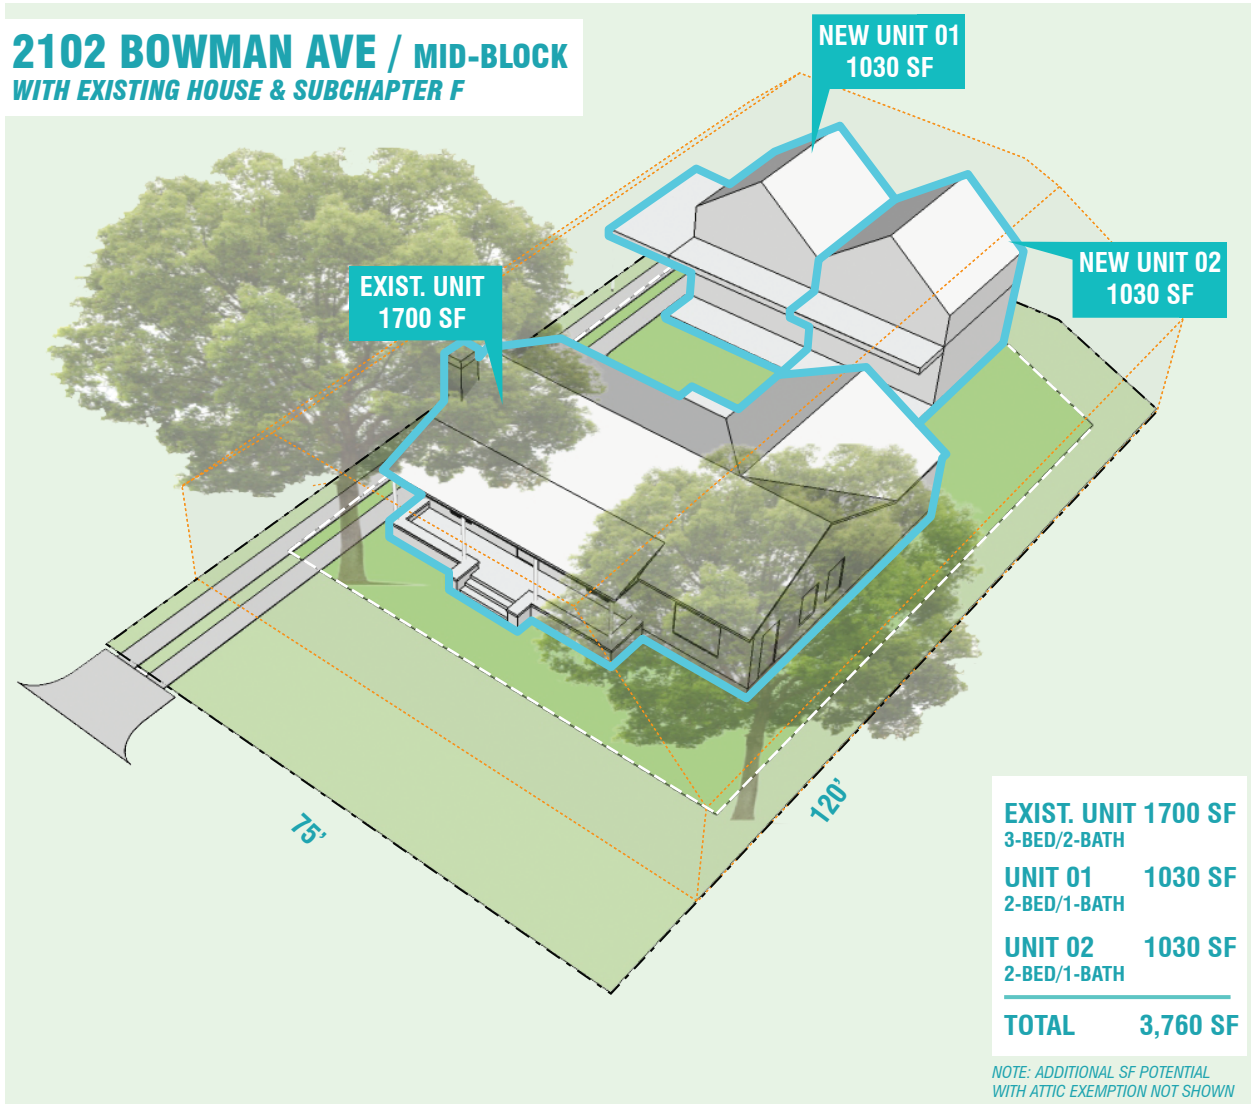 2102 BOWMAN AVE / MID-BLOCK
WITH EXISTING HOUSE & SUBCHAPTER F
NEW UNIT 01
1030 SF
NEW UNIT 02
1030 SF
EXIST. UNIT
1700 SF
75'
120'
EXIST. UNIT 1700 SF
3-BED/2-BATH
UNIT 01 1030 SF
2-BED/1-BATH
UNIT 02 1030 SF
2-BED/1-BATH
TOTAL 3,760 SF
NOTE: ADDITIONAL SF POTENTIAL
WITH ATTIC EXEMPTION NOT SHOWN